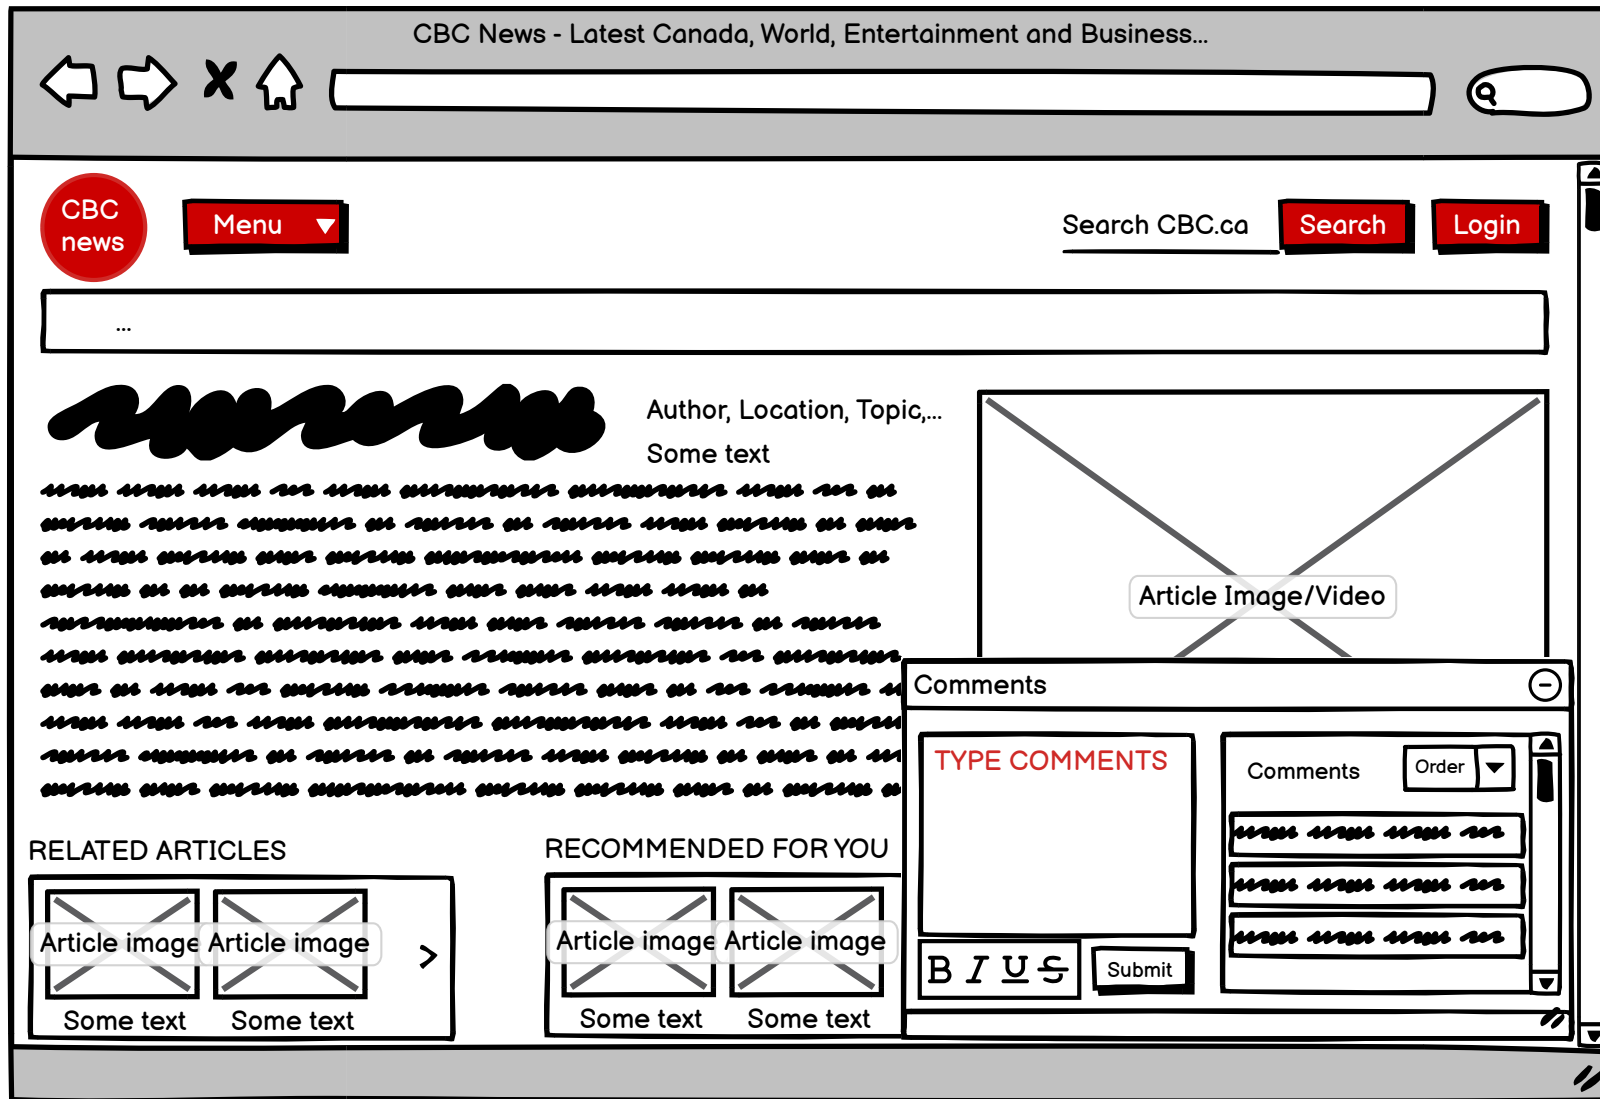 CBC News - Latest Canada, World, Entertainment and Business...
CBC
news
Menu
Search CBC.ca
Search
Login
...
Author, Location, Topic,...
Some text
Article Image/Video
Comments
TYPE COMMENTS
Comments
Order
B I U S
Submit
RELATED ARTICLES
Article image
Article image
>
Some text
Some text
RECOMMENDED FOR YOU
Article image
Article image
Some text
Some text